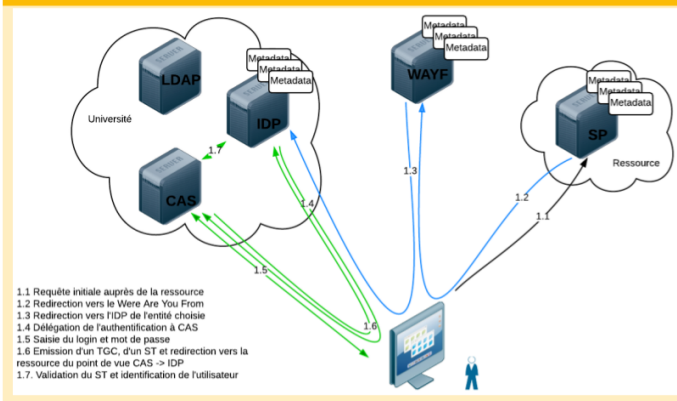 Metadata
Metadata
Metadata
WAYF
LDAP
Metadata
Metadata
Metadata
IDP
Metadata
Metadata
Metadata
SP
Université
Ressource
1.7
1.3
CAS
1.4
1.2
1.1
1.5
1.6
1.1 Requête initiale auprès de la ressource
1.2 Redirection vers le Were Are You From
1.3 Redirection vers l'IDP de l'entité choisie
1.4 Délégation de l'authentification à CAS
1.5 Saisie du login et mot de passe
1.6 Emission d'un TGC, d'un ST et redirection vers la
ressource du point de vue CAS -> IDP
1.7. Validation du ST et identification de l'utilisateur